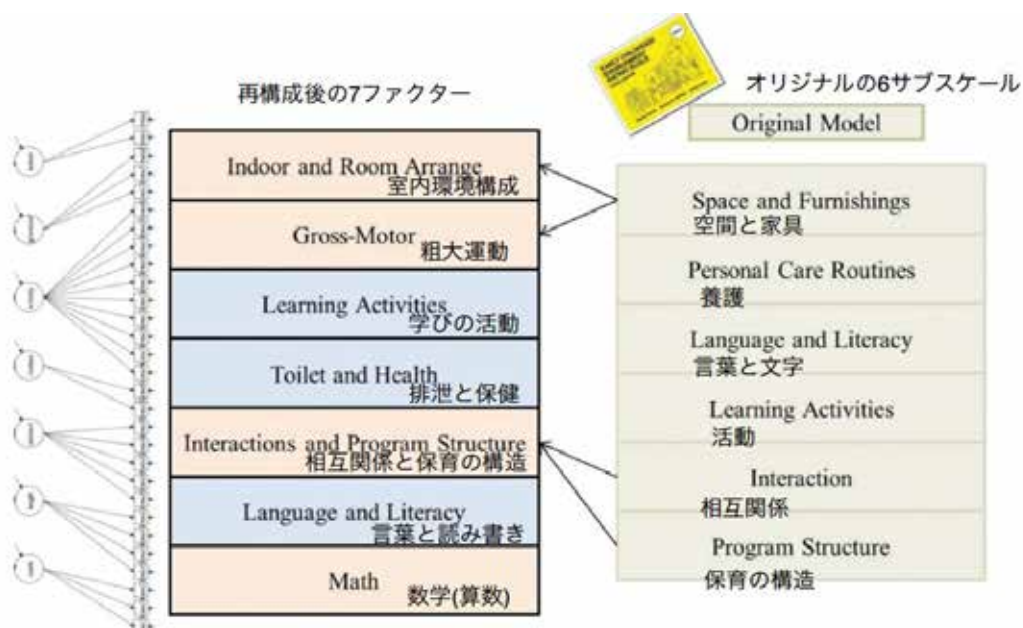 再構成後の7ファクター
オリジナルの6サブスケール
Original Model
Indoor and Room Arrange
室内環境構成
Gross-Motor
粗大運動
Learning Activities
学びの活動
Toilet and Health
排泄と保健
Interactions and Program Structure
相互関係と保育の構造
Language and Literacy
言葉と読み書き
Math
数学(算数)
Space and Furnishings
空間と家具
Personal Care Routines
養護
Language and Literacy
言葉と文字
Learning Activities
活動
Interaction
相互関係
Program Structure
保育の構造